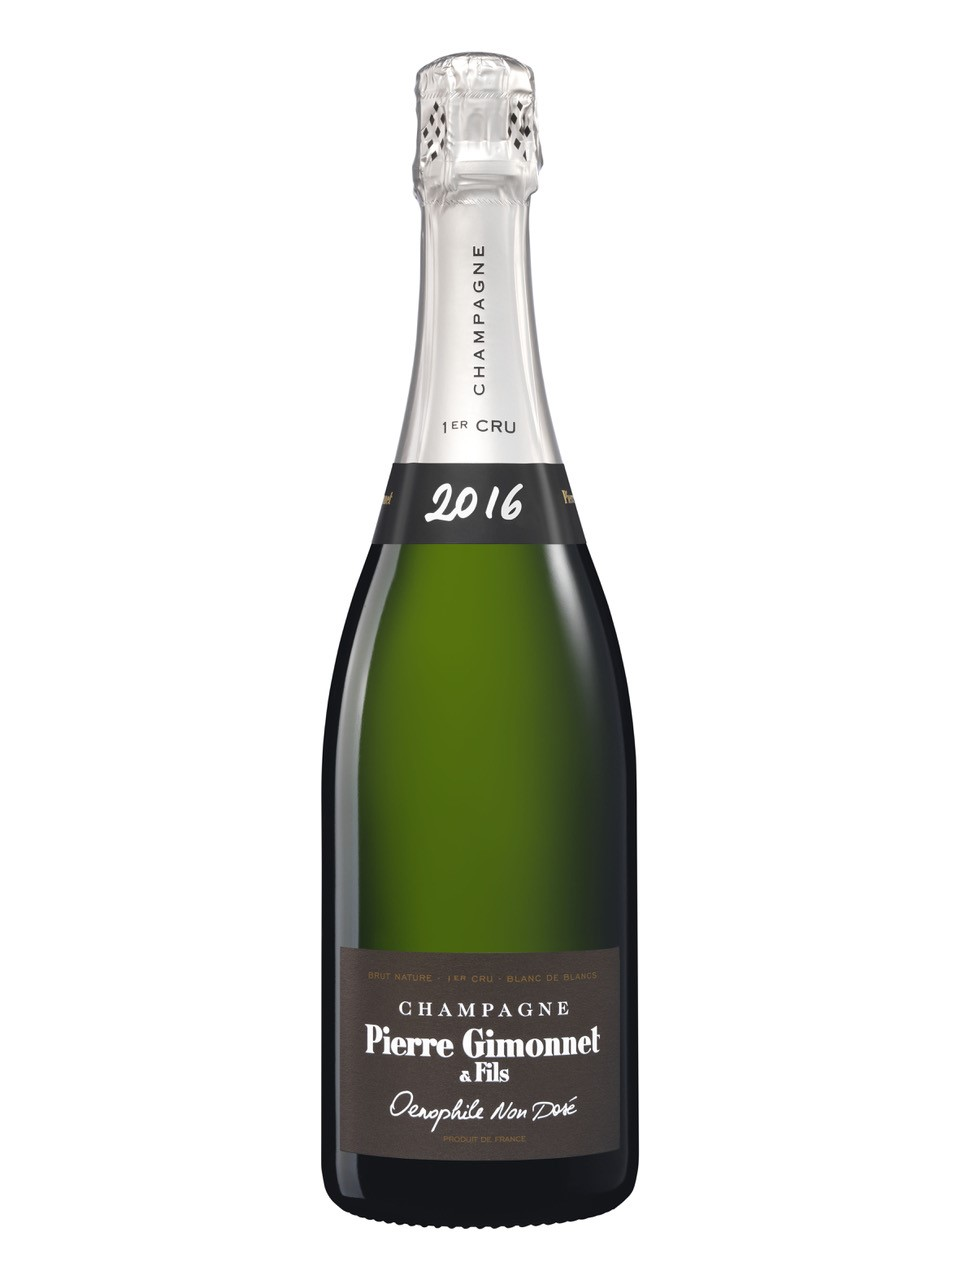 CHAMPAGNE
1ER CRU
2016
BRUT NATURE - 1ER CRU - BLANC DE BLANCS
CHAMPAGNE
Pierre Gimonnet
& Fils
Oenophile Non Dosé
PRODUIT DE FRANCE